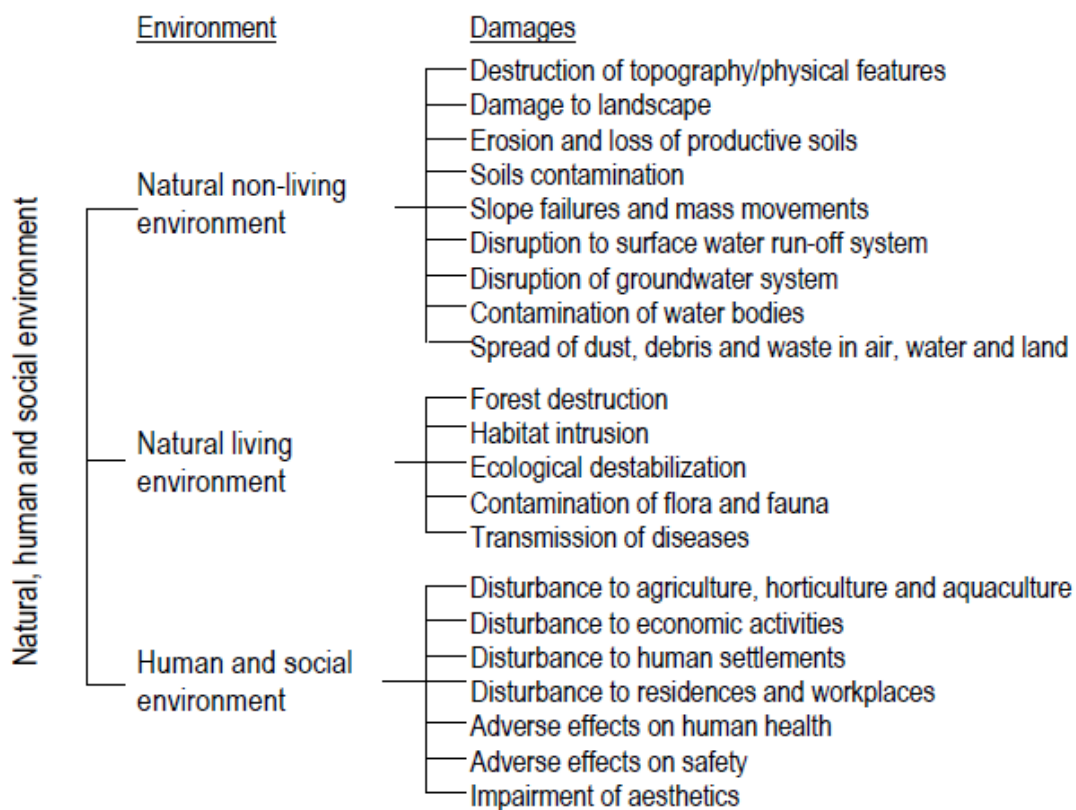 Environment
Damages
Natural, human and social environment
Natural non-living
environment
Destruction of topography/physical features
Damage to landscape
Erosion and loss of productive soils
Soils contamination
Slope failures and mass movements
Disruption to surface water run-off system
Disruption of groundwater system
Contamination of water bodies
Spread of dust, debris and waste in air, water and land
Natural living
environment
Forest destruction
Habitat intrusion
Ecological destabilization
Contamination of flora and fauna
Transmission of diseases
Human and social
environment
Disturbance to agriculture, horticulture and aquaculture
Disturbance to economic activities
Disturbance to human settlements
Disturbance to residences and workplaces
Adverse effects on human health
Adverse effects on safety
Impairment of aesthetics